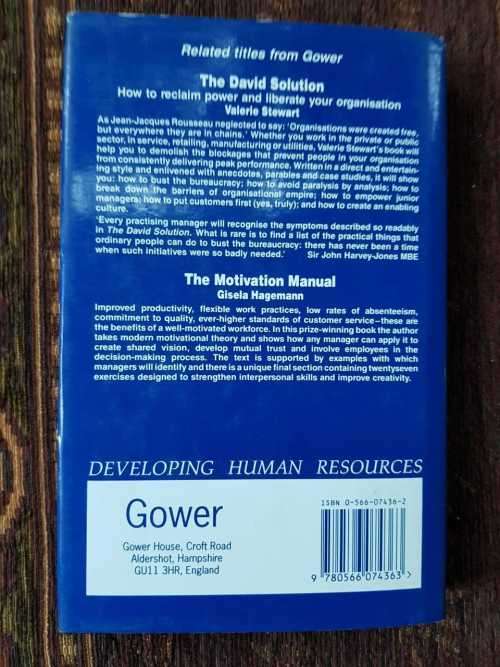 Related titles from Gower
The David Solution
How to reclaim power and liberate your organisation
Valerie Stewart
As Jean-Jacques Rousseau neglected to say: 'Organisations were created free,
but everywhere they are in chains.' Whether you work in the private or public
sector, in service, retailing, manufacturing or utilities, Valerie Stewart's book will
help you to demolish the blockages that prevent people in your organisation
from consistently delivering peak performance. Written in a direct and entertain-
ing style and enlivened with anecdotes, parables and case studies, it will show
you: how to bust the bureaucracy; how to avoid paralysis by analysis; how to
break down the barriers of organisational empire; how to empower junior
managers; how to put customers first (yes, truly); and how to create an enabling
culture.
'Every practising manager will recognise the symptoms described so readably
in The David Solution. What is rare is to find a list of the practical things that
ordinary people can do to bust the bureaucracy: there has never been a time
when such initiatives were so badly needed.' Sir John Harvey-Jones MBE
The Motivation Manual
Gisela Hagemann
Improved productivity, flexible work practices, low rates of absenteeism,
commitment to quality, ever-higher standards of customer service–these are
the benefits of a well-motivated workforce. In this prize-winning book the author
takes modern motivational theory and shows how any manager can apply it to
create shared vision, develop mutual trust and involve employees in the
decision-making process. The text is supported by examples with which
managers will identify and there is a unique final section containing twentyseven
exercises designed to strengthen interpersonal skills and improve creativity.
DEVELOPING HUMAN RESOURCES
Gower
Gower House, Croft Road
Aldershot, Hampshire
GU11 3HR, England
ISBN 0-566-07436-2
9 780566 074363 >